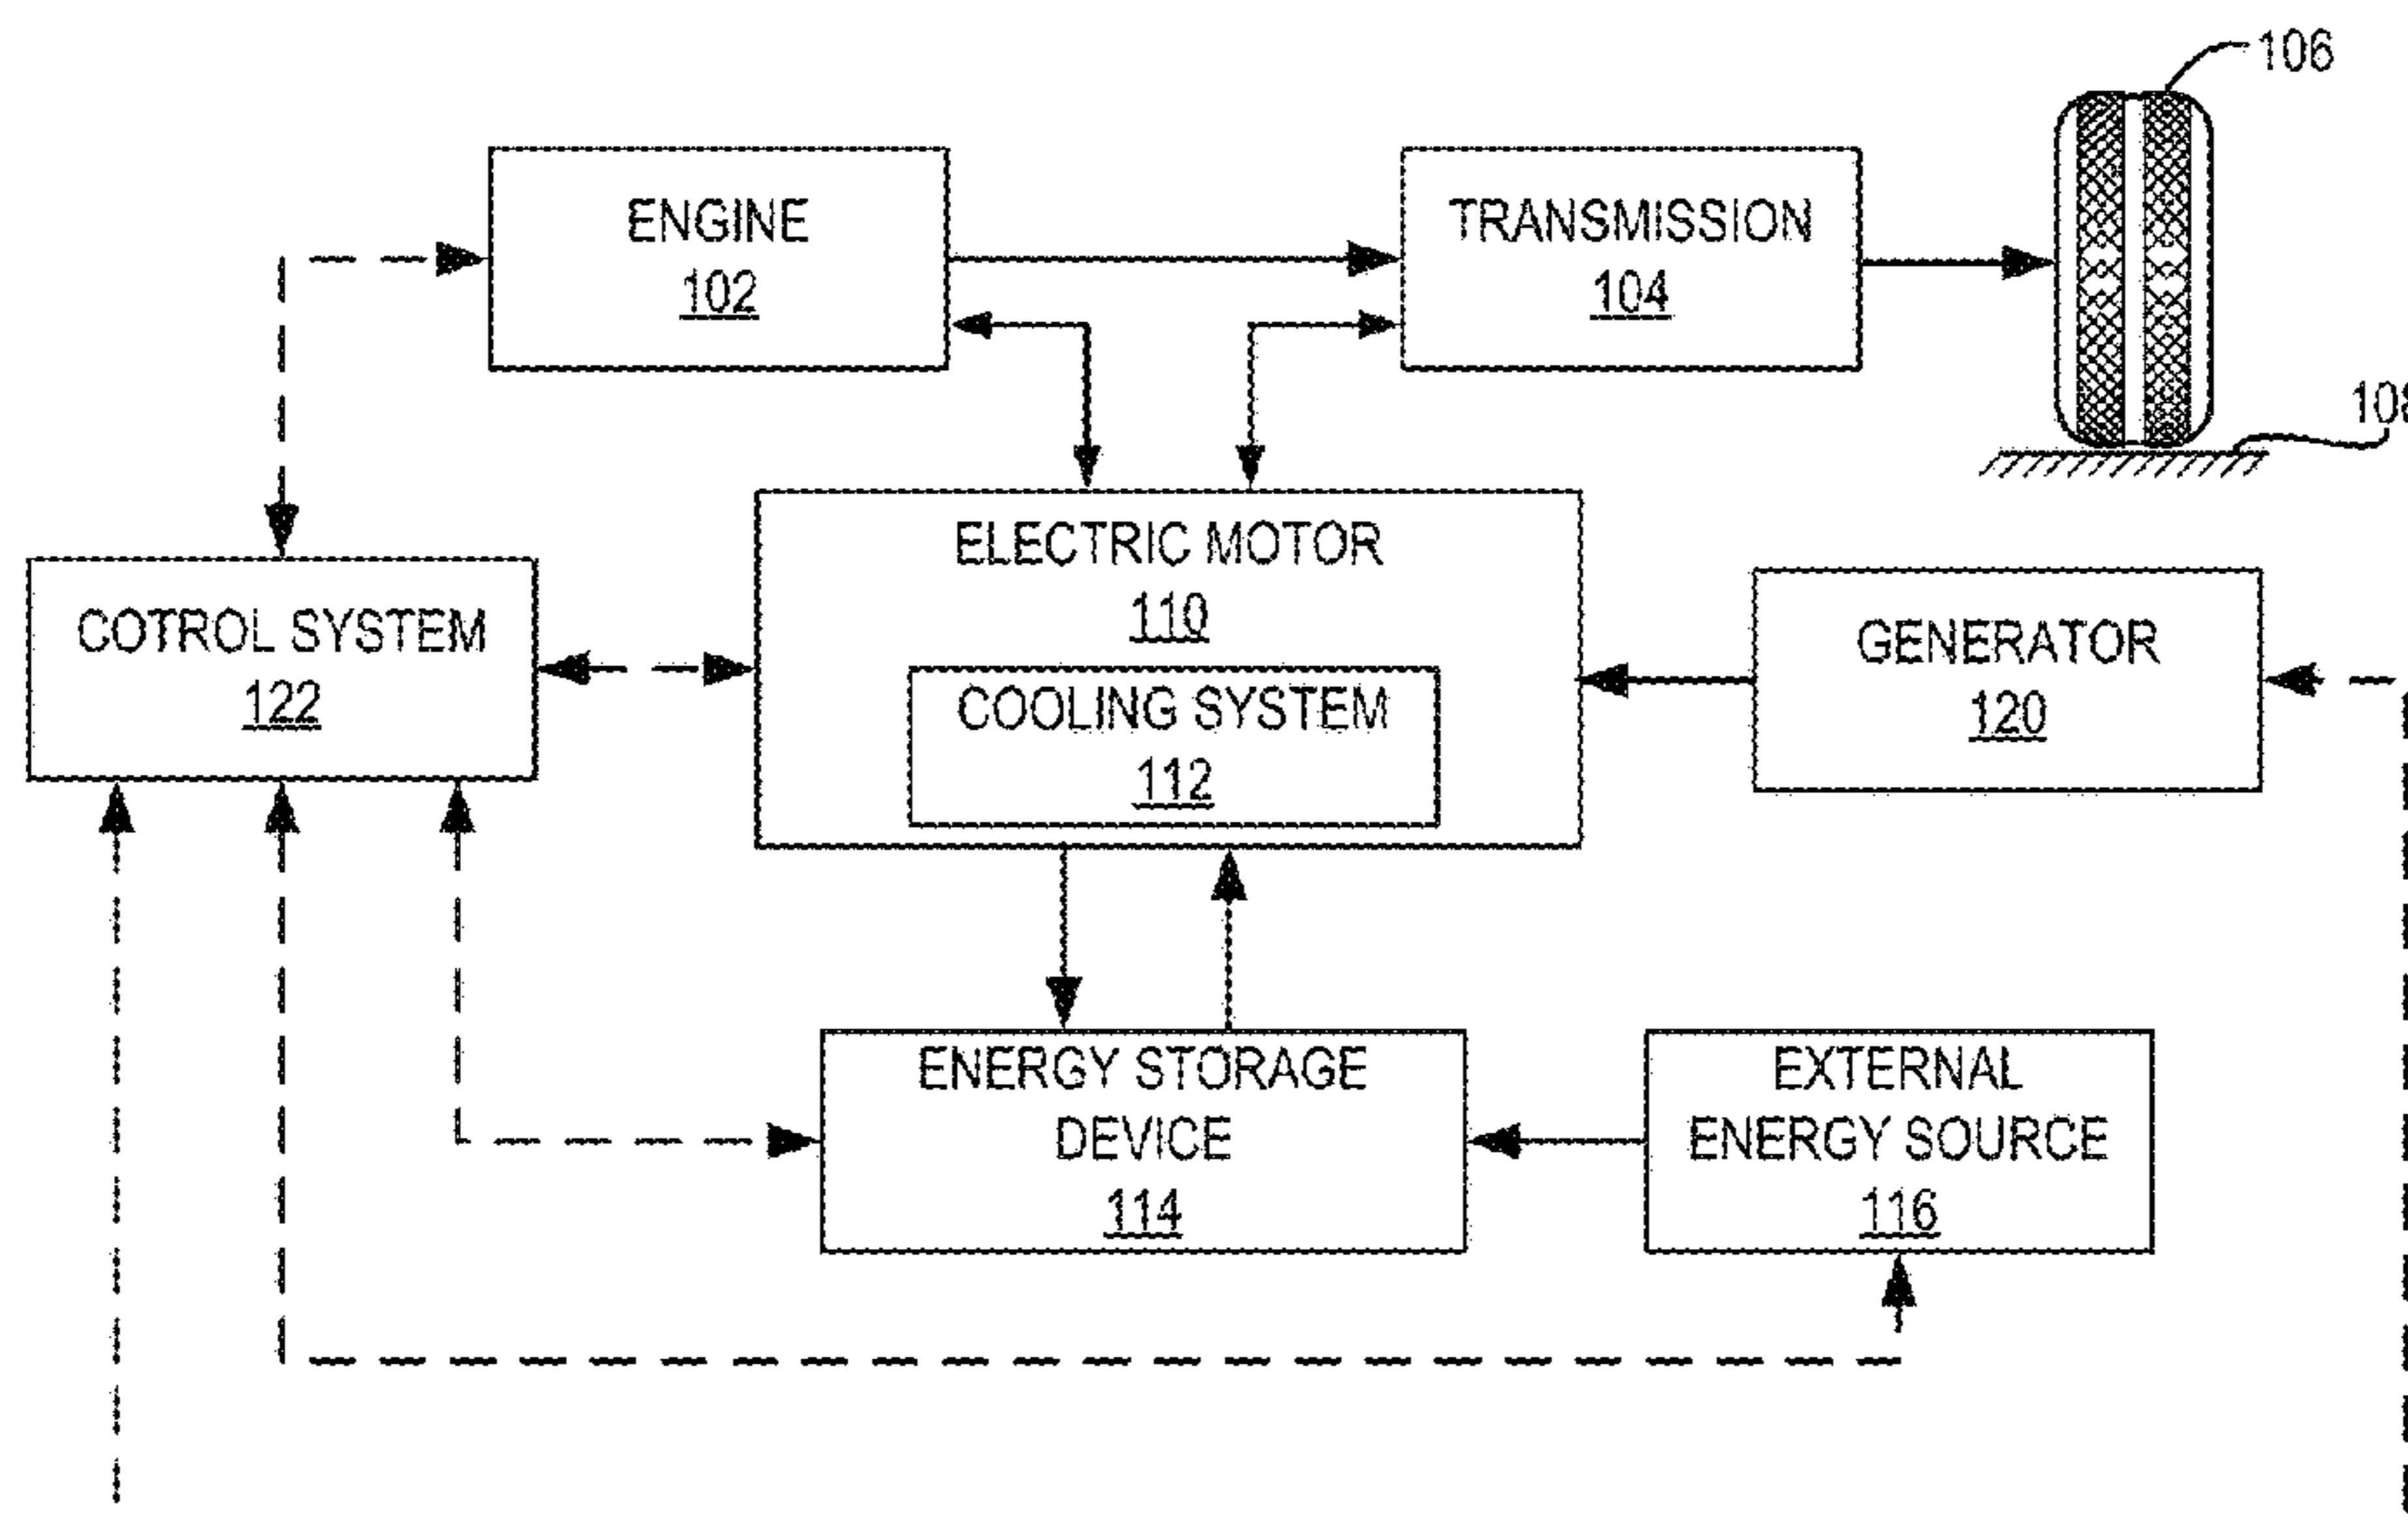 106
ENGINE
102
TRANSMISSION
104
108
ELECTRIC MOTOR
110
COTROL SYSTEM
122
COOLING SYSTEM
112
GENERATOR
120
ENERGY STORAGE
DEVICE
114
EXTERNAL
ENERGY SOURCE
116